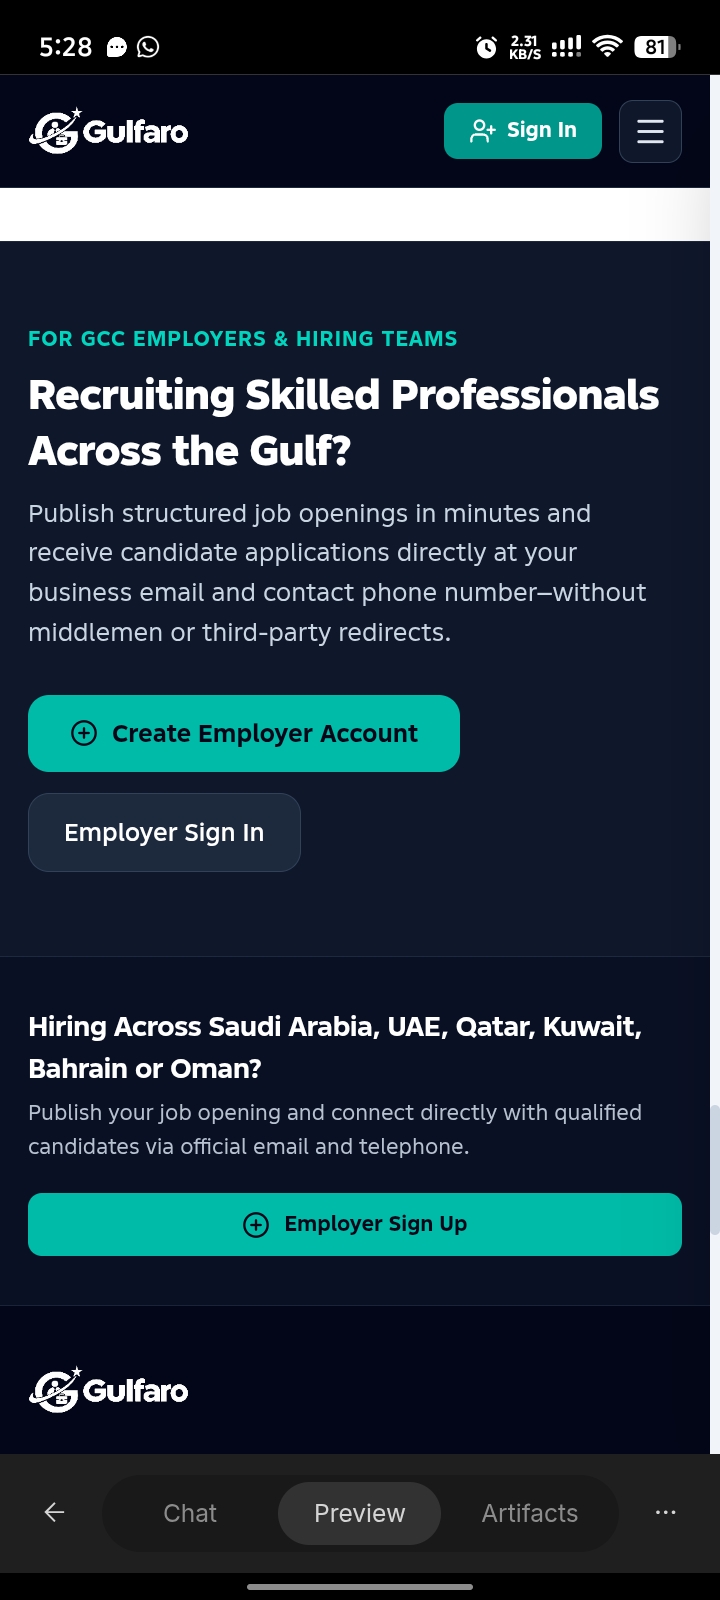 5:28
2.31
KB/S
81
Gulfaro
Sign In
FOR GCC EMPLOYERS & HIRING TEAMS
Recruiting Skilled Professionals
Across the Gulf?
Publish structured job openings in minutes and
receive candidate applications directly at your
business email and contact phone number—without
middlemen or third-party redirects.
Create Employer Account
Employer Sign In
Hiring Across Saudi Arabia, UAE, Qatar, Kuwait,
Bahrain or Oman?
Publish your job opening and connect directly with qualified
candidates via official email and telephone.
Employer Sign Up
Gulfaro
Chat
Preview
Artifacts